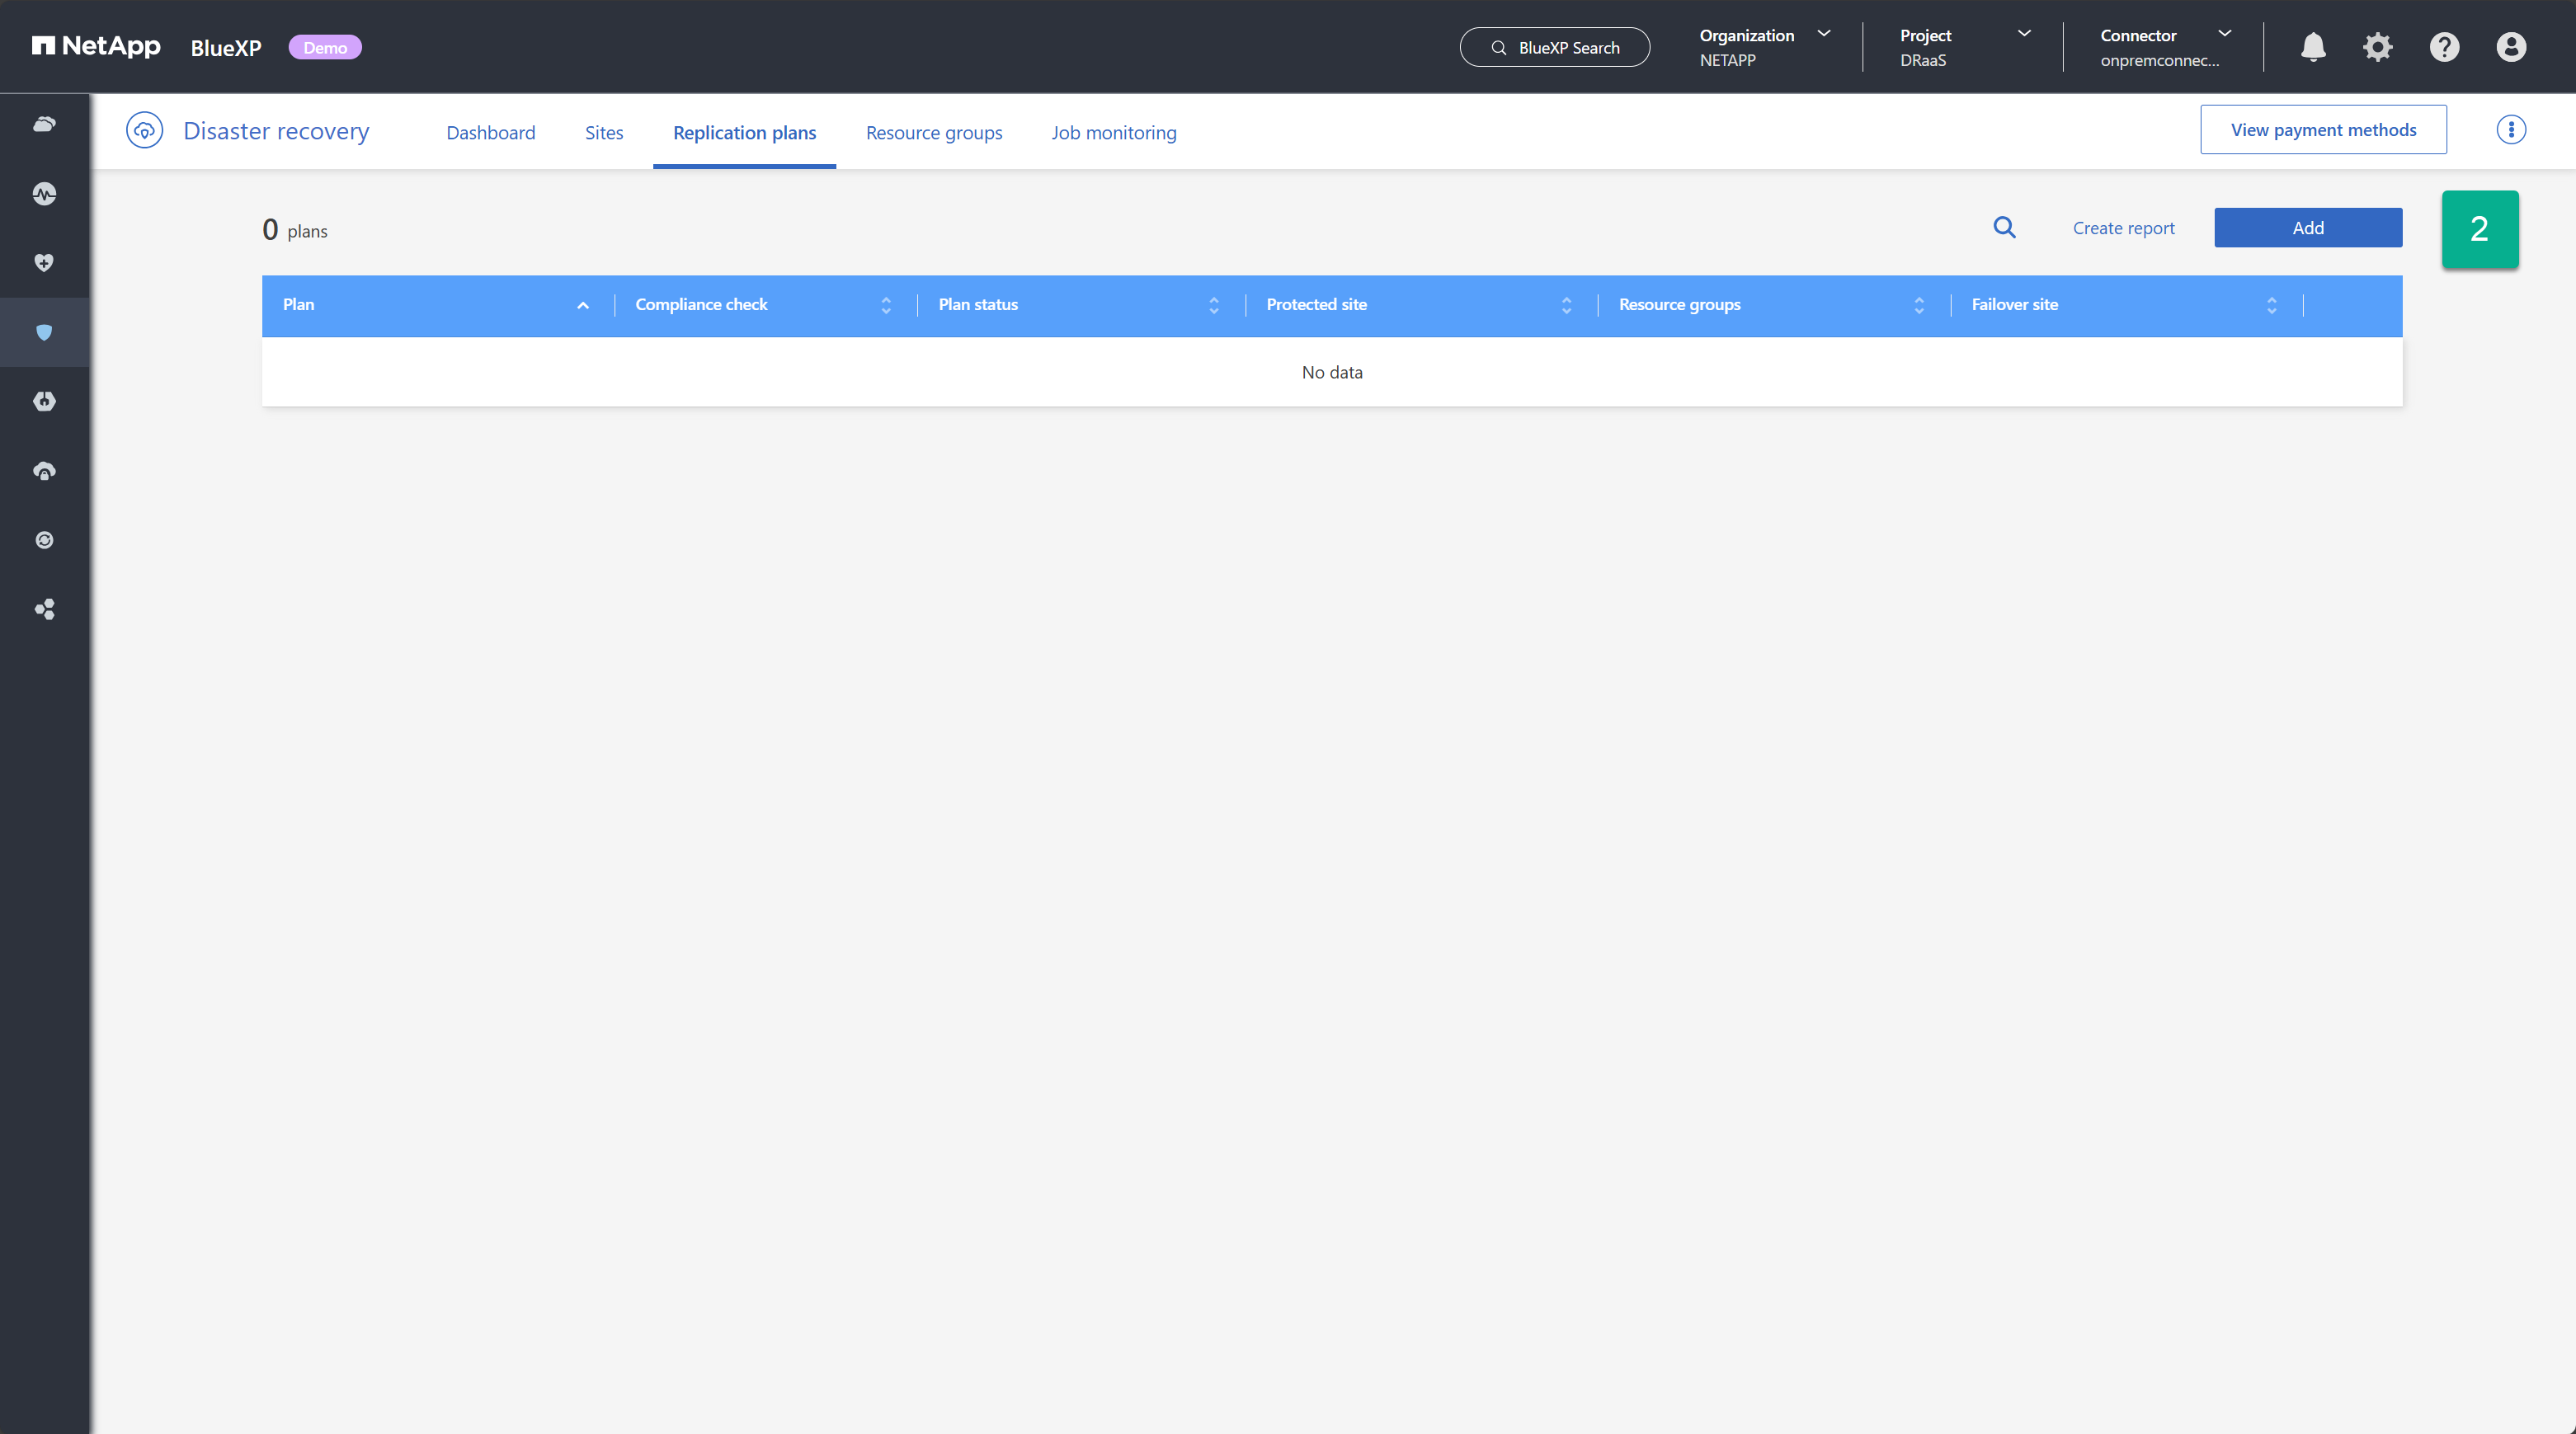 NetApp BlueXP Demo
BlueXP Search
Organization
NETAPP
Project
DRaaS
Connector
onpremconnec...
Disaster recovery Dashboard Sites Replication plans Resource groups Job monitoring View payment methods
0 plans Create report Add 2
Plan Compliance check Plan status Protected site Resource groups Failover site
No data